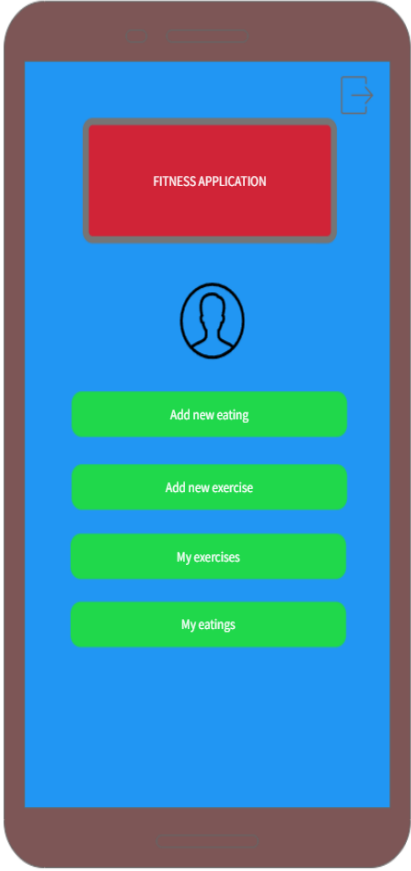 FITNESS APPLICATION
Add new eating
Add new exercise
My exercises
My eatings